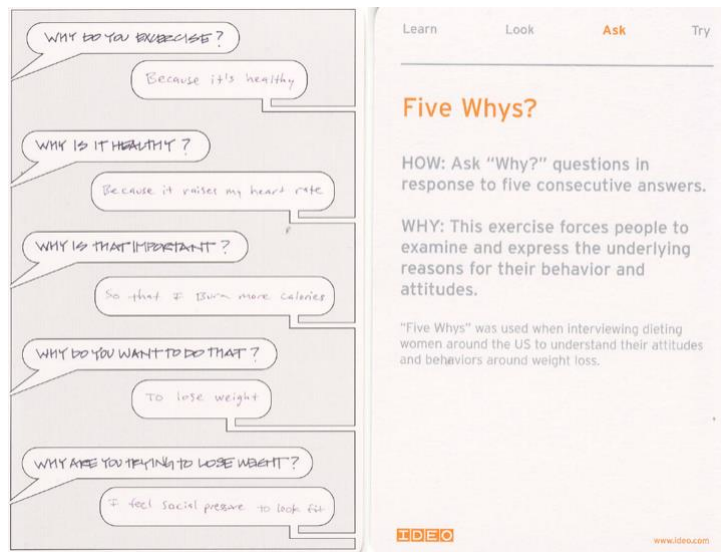 WHY DO YOU EXERCISE?
Because it's healthy
WHY IS IT HEALTHY?
Because it raises my heart rate
WHY IS THAT IMPORTANT?
So that I Burn more calories
WHY DO YOU WANT TO DO THAT?
To lose weight
WHY ARE YOU TRYING TO LOSE WEIGHT?
I feel social pressure to look fit
Learn Look Ask Try
Five Whys?
HOW: Ask “Why?” questions in
response to five consecutive answers.
WHY: This exercise forces people to
examine and express the underlying
reasons for their behavior and
attitudes.
“Five Whys” was used when interviewing dieting
women around the US to understand their attitudes
and behaviors around weight loss.
IDEO
www.ideo.com